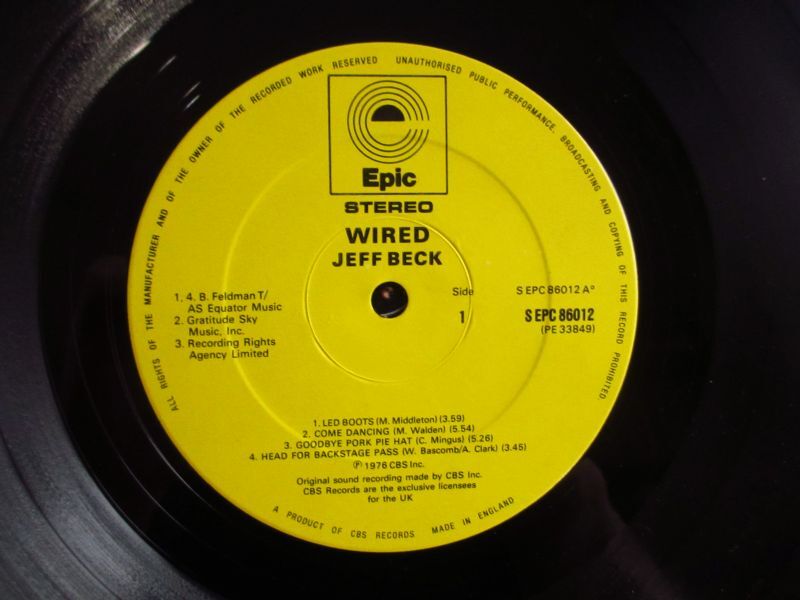 ALL RIGHTS OF THE MANUFACTURER AND OF THE OWNER OF THE RECORDED WORK RESERVED UNAUTHORISED PUBLIC PERFORMANCE, BROADCASTING AND COPYING OF THIS RECORD PROHIBITED
e
Epic
STEREO
WIRED
JEFF BECK
1. 4. B. Feldman T/
AS Equator Music
2. Gratitude Sky
Music, Inc.
3. Recording Rights
Agency Limited
Side
1
S EPC 86012 A°
S EPC 86012
(PE 33849)
1. LED BOOTS (M. Middleton) (3.59)
2. COME DANCING (M. Walden) (5.54)
3. GOODBYE PORK PIE HAT (C. Mingus) (5.26)
4. HEAD FOR BACKSTAGE PASS (W. Bascomb/A. Clark) (3.45)
℗ 1976 CBS Inc.
Original sound recording made by CBS Inc.
CBS Records are the exclusive licensees
for the UK
A PRODUCT OF CBS RECORDS MADE IN ENGLAND